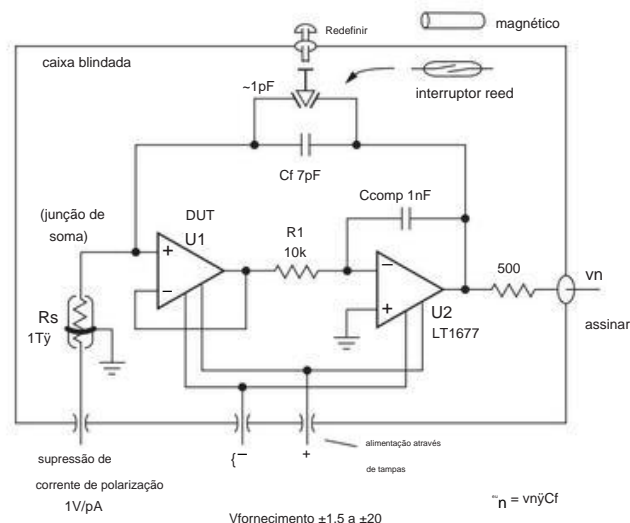 Redefinir
magnético
caixa blindada
~1pF
interruptor reed
Cf 7pF
Ccomp 1nF
(junção de
soma)
DUT
U1
R1
10k
500
vn
+
−
−
+
U2
LT1677
assinar
Rs
1Tÿ
{−
+
alimentação através
de tampas
supressão de
corrente de polarização
1V/pA
n = vnÿCf
Vfornecimento ±1,5 a ±20